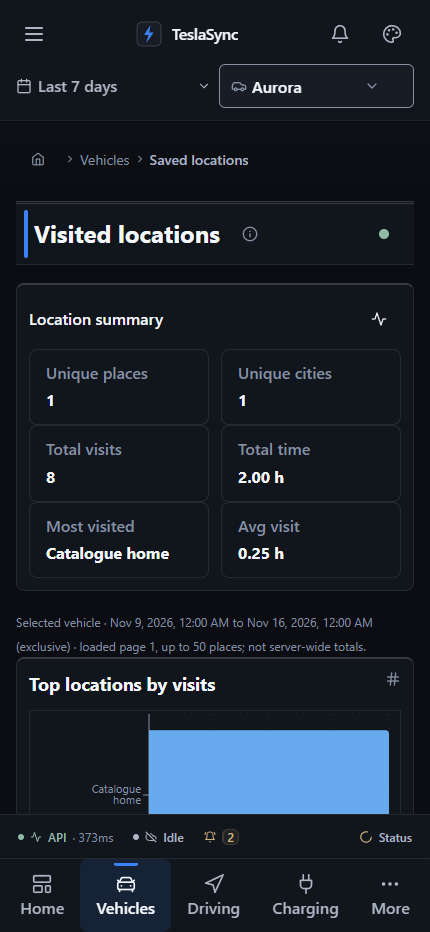 TeslaSync
Last 7 days
Aurora
Vehicles
Saved locations
Visited locations
Location summary
Unique places
1
Unique cities
1
Total visits
8
Total time
2.00 h
Most visited
Catalogue home
Avg visit
0.25 h
Selected vehicle · Nov 9, 2026, 12:00 AM to Nov 16, 2026, 12:00 AM
(exclusive) · loaded page 1, up to 50 places; not server-wide totals.
Top locations by visits
Catalogue
home
API · 373ms
Idle
2
Status
Home
Vehicles
Driving
Charging
More